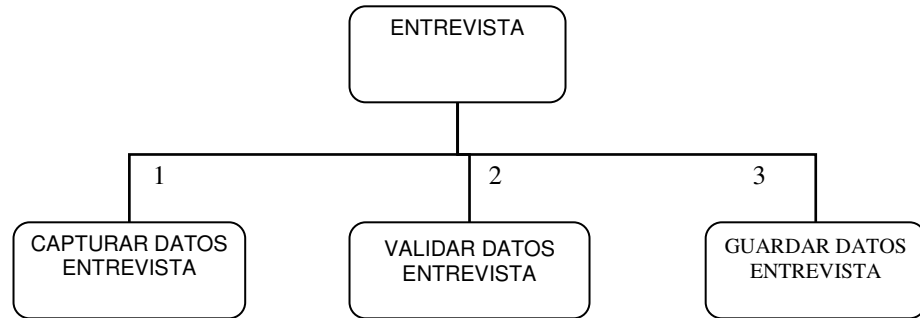 ENTREVISTA
1
2
3
CAPTURAR DATOS
ENTREVISTA
VALIDAR DATOS
ENTREVISTA
GUARDAR DATOS
ENTREVISTA